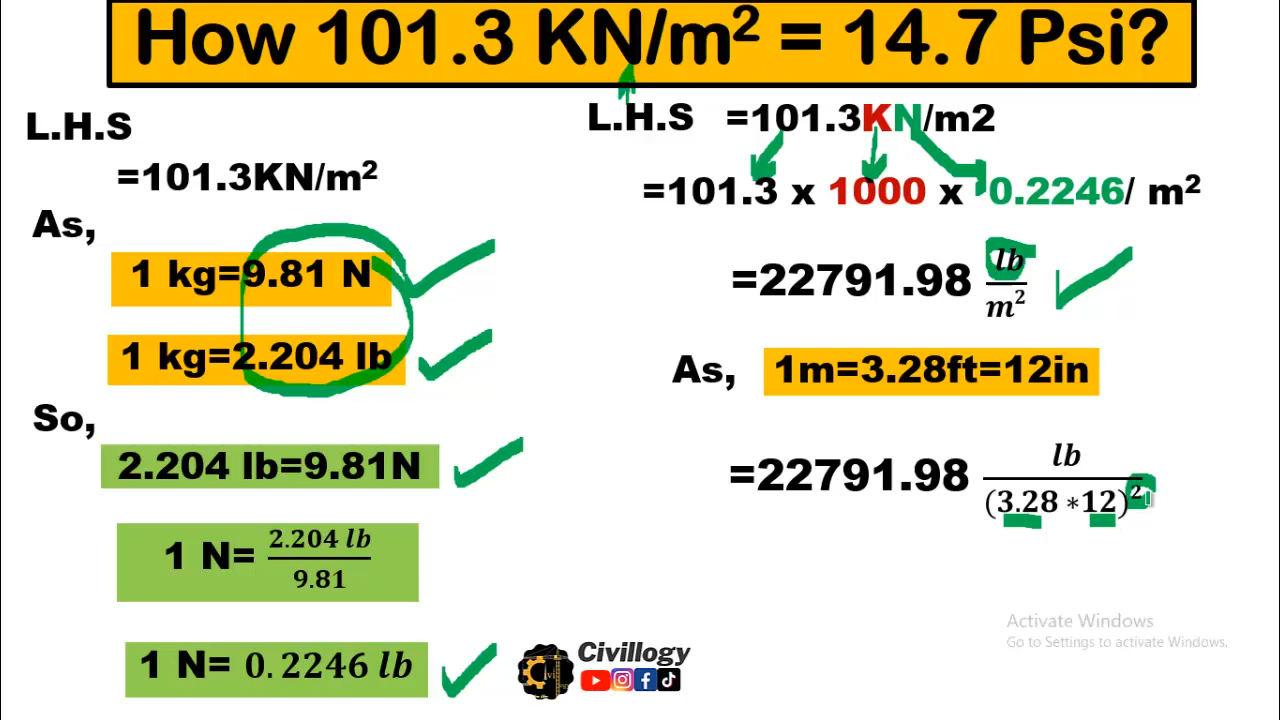 How 101.3 KN/m² = 14.7 Psi?
L.H.S
=101.3KN/m²
As,
1 kg=9.81 N
1 kg=2.204 lb
So,
2.204 lb=9.81N
1 N= 2.204 lb / 9.81
1 N= 0.2246 lb
L.H.S =101.3KN/m2
=101.3 x 1000 x 0.2246/ m²
=22791.98 lb / m²
As, 1m=3.28ft=12in
=22791.98 lb / (3.28 *12)²
Civillogy
Activate Windows
Go to Settings to activate Windows.